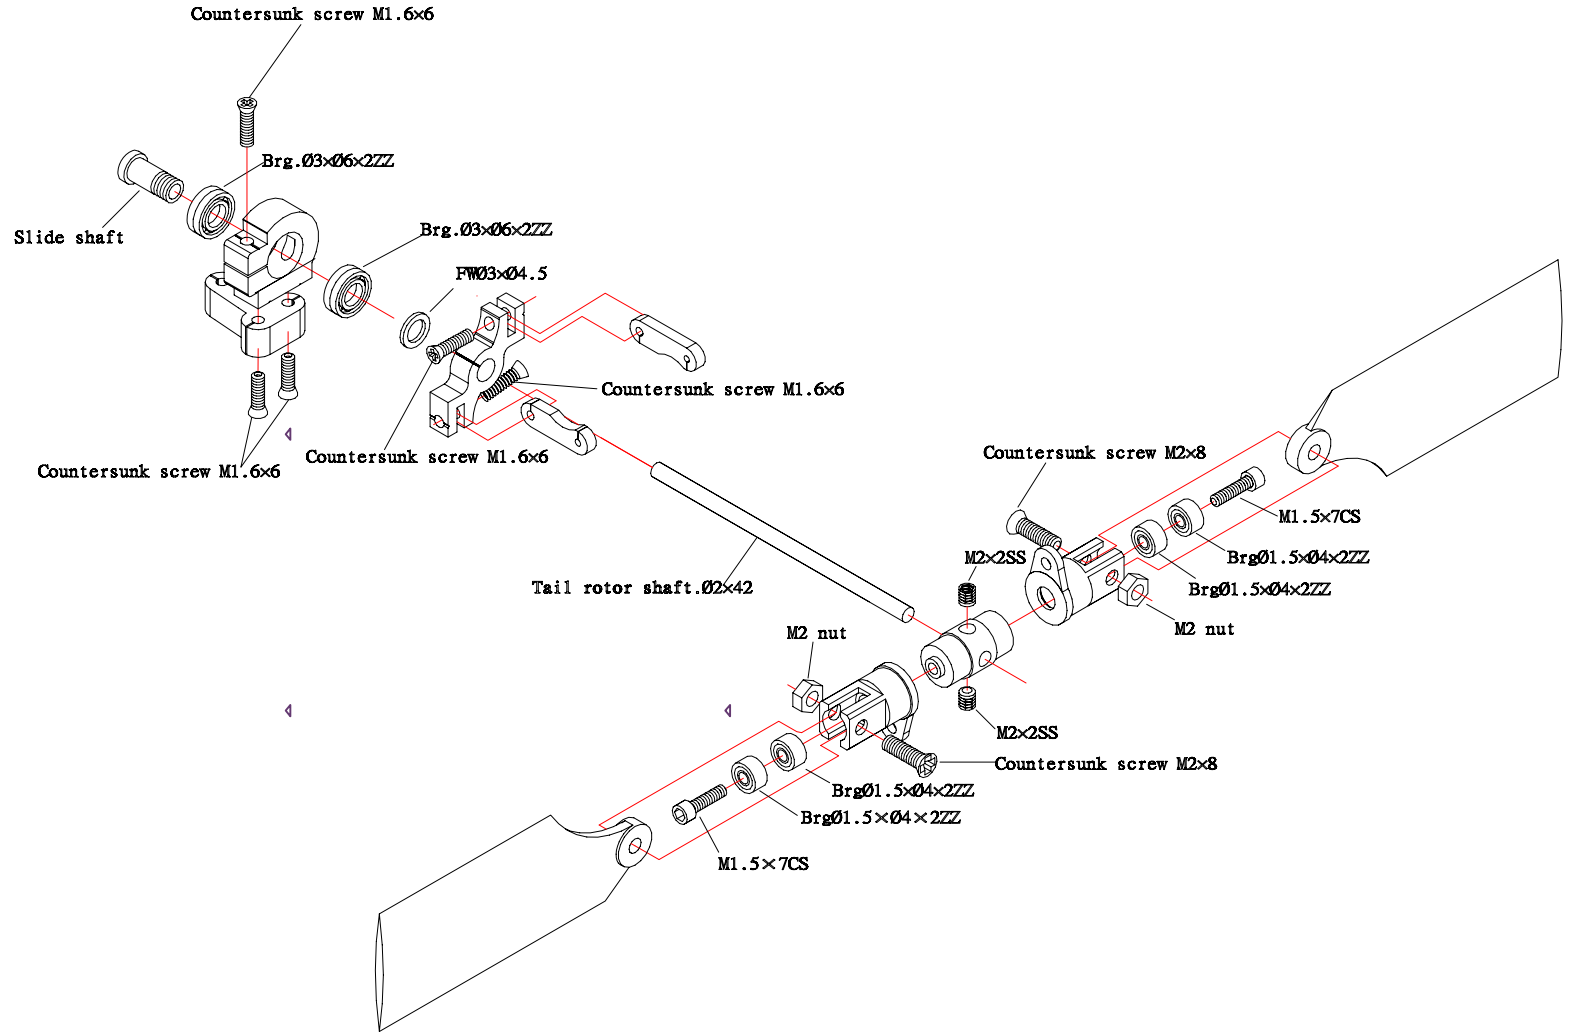 Countersunk screw M1.6×6
Brg.Ø3×Ø6×2ZZ
Slide shaft
Brg.Ø3×Ø6×2ZZ
FWØ3×Ø4.5
Countersunk screw M1.6×6
Countersunk screw M1.6×6
Countersunk screw M1.6×6
Countersunk screw M2×8
M1.5×7CS
BrgØ1.5×Ø4×2ZZ
BrgØ1.5×Ø4×2ZZ
M2×2SS
Tail rotor shaft.Ø2×42
M2 nut
M2 nut
M2×2SS
Countersunk screw M2×8
BrgØ1.5×Ø4×2ZZ
BrgØ1.5×Ø4×2ZZ
M1.5×7CS